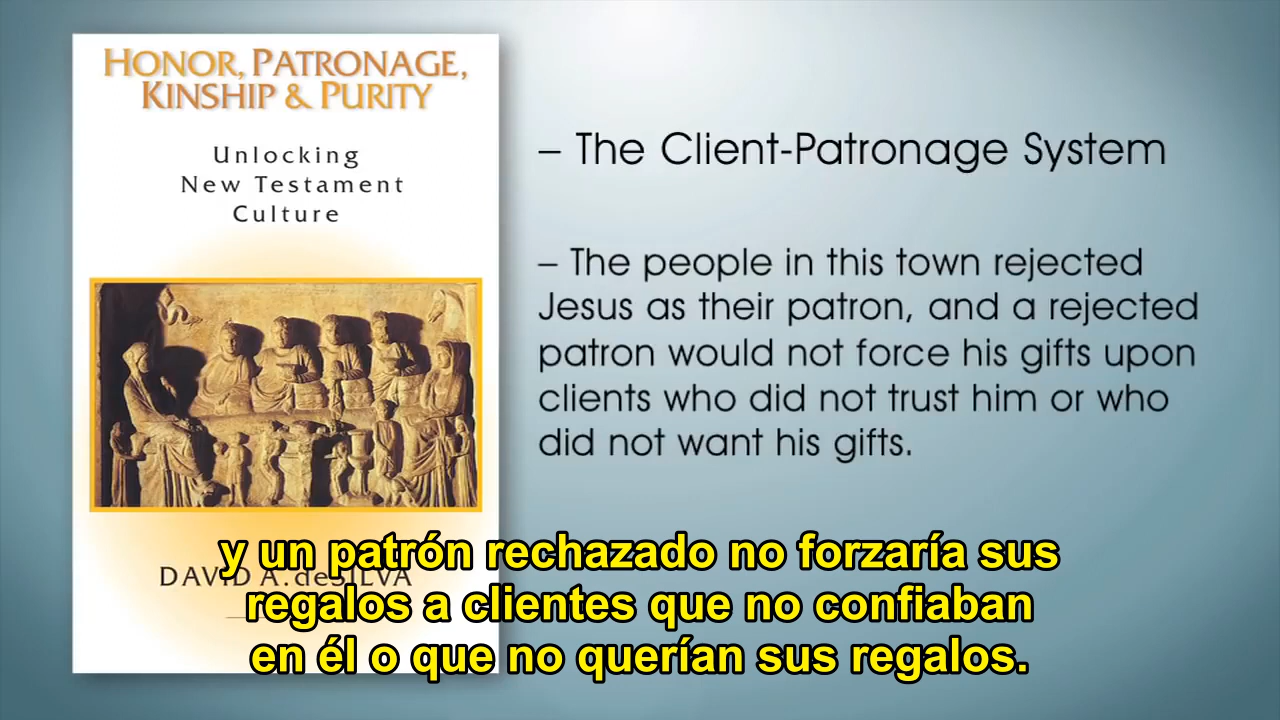 HONOR, PATRONAGE,
KINSHIP & PURITY
Unlocking
New Testament
Culture
DAVID A. deSILVA
– The Client-Patronage System
– The people in this town rejected
Jesus as their patron, and a rejected
patron would not force his gifts upon
clients who did not trust him or who
did not want his gifts.
y un patrón rechazado no forzaría sus
regalos a clientes que no confiaban
en él o que no querían sus regalos.